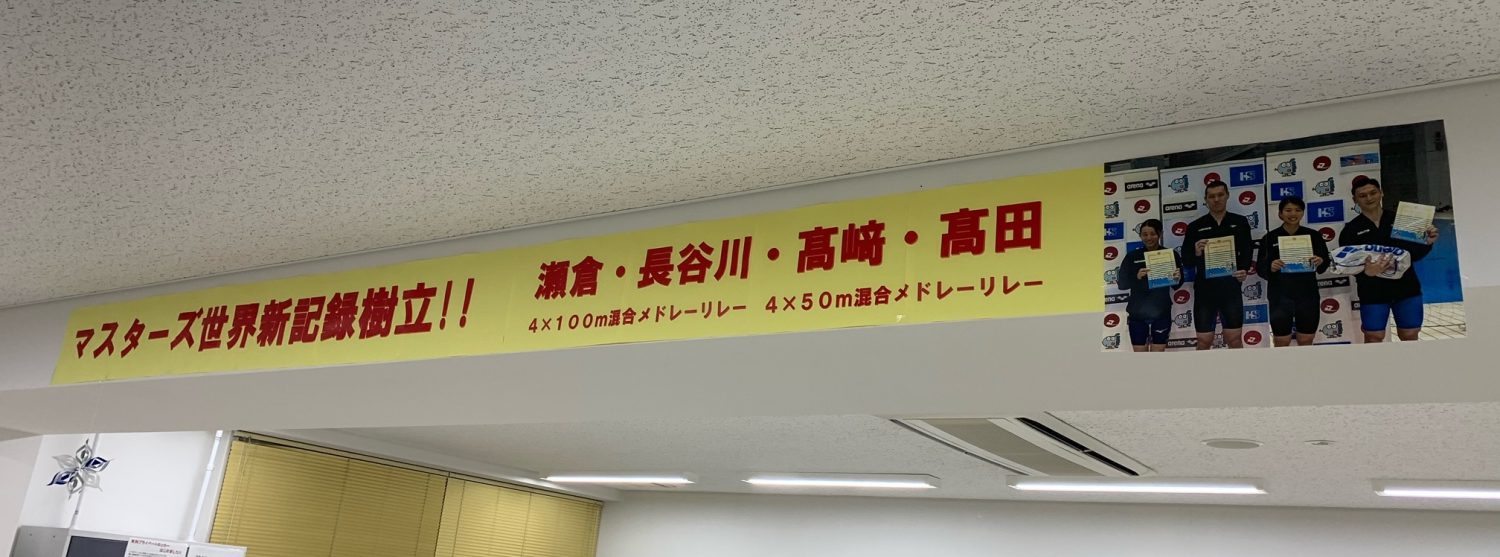 マスターズ世界新記録樹立!!
瀬倉・長谷川・髙﨑・髙田
4×100m混合メドレーリレー 4×50m混合メドレーリレー
arena